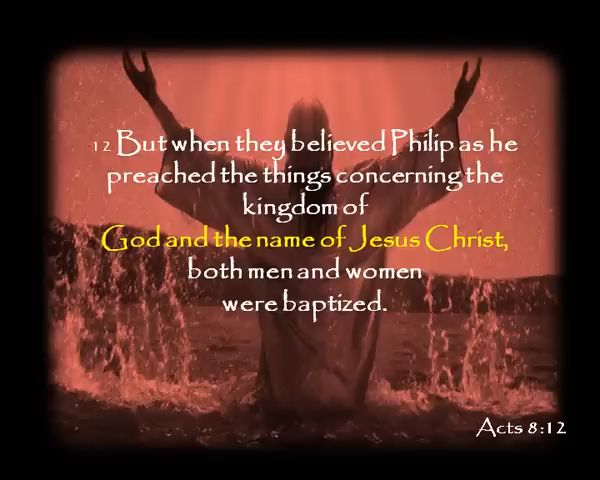 12 But when they believed Philip as he
preached the things concerning the
kingdom of
God and the name of Jesus Christ,
both men and women
were baptized.
Acts 8:12